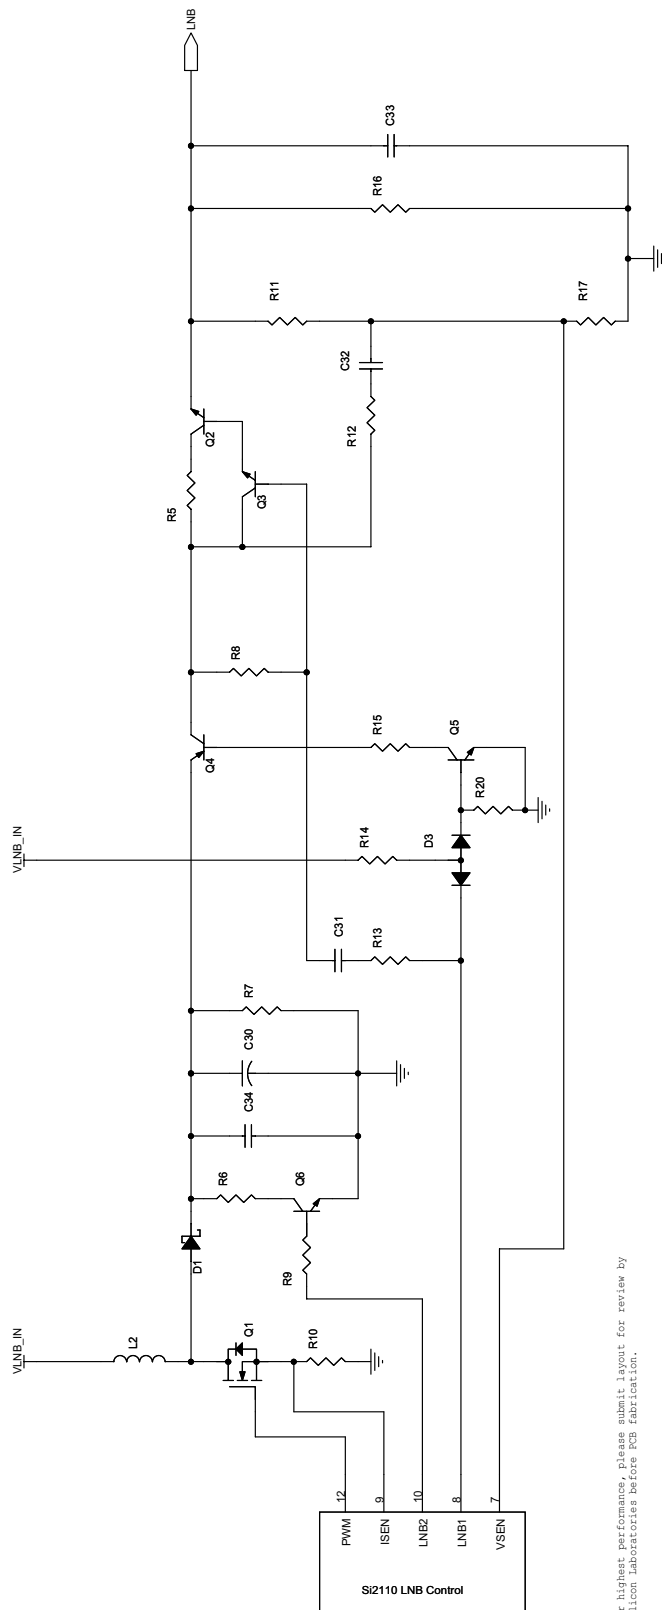 LNB
C33
R16
R11
R17
C32
R12
Q2
Q3
R5
R8
R15
Q5
Q4
R20
VLNB_IN
R14
D3
C31
R13
R7
C30
C34
R6
Q6
D1
R9
VLNB_IN
L2
Q1
R10
12
9
10
8
7
PWM
ISEN
LNB2
LNB1
VSEN
Si2110 LNB Control
r highest performance, please submit layout for review by
licon Laboratories before PCB fabrication.